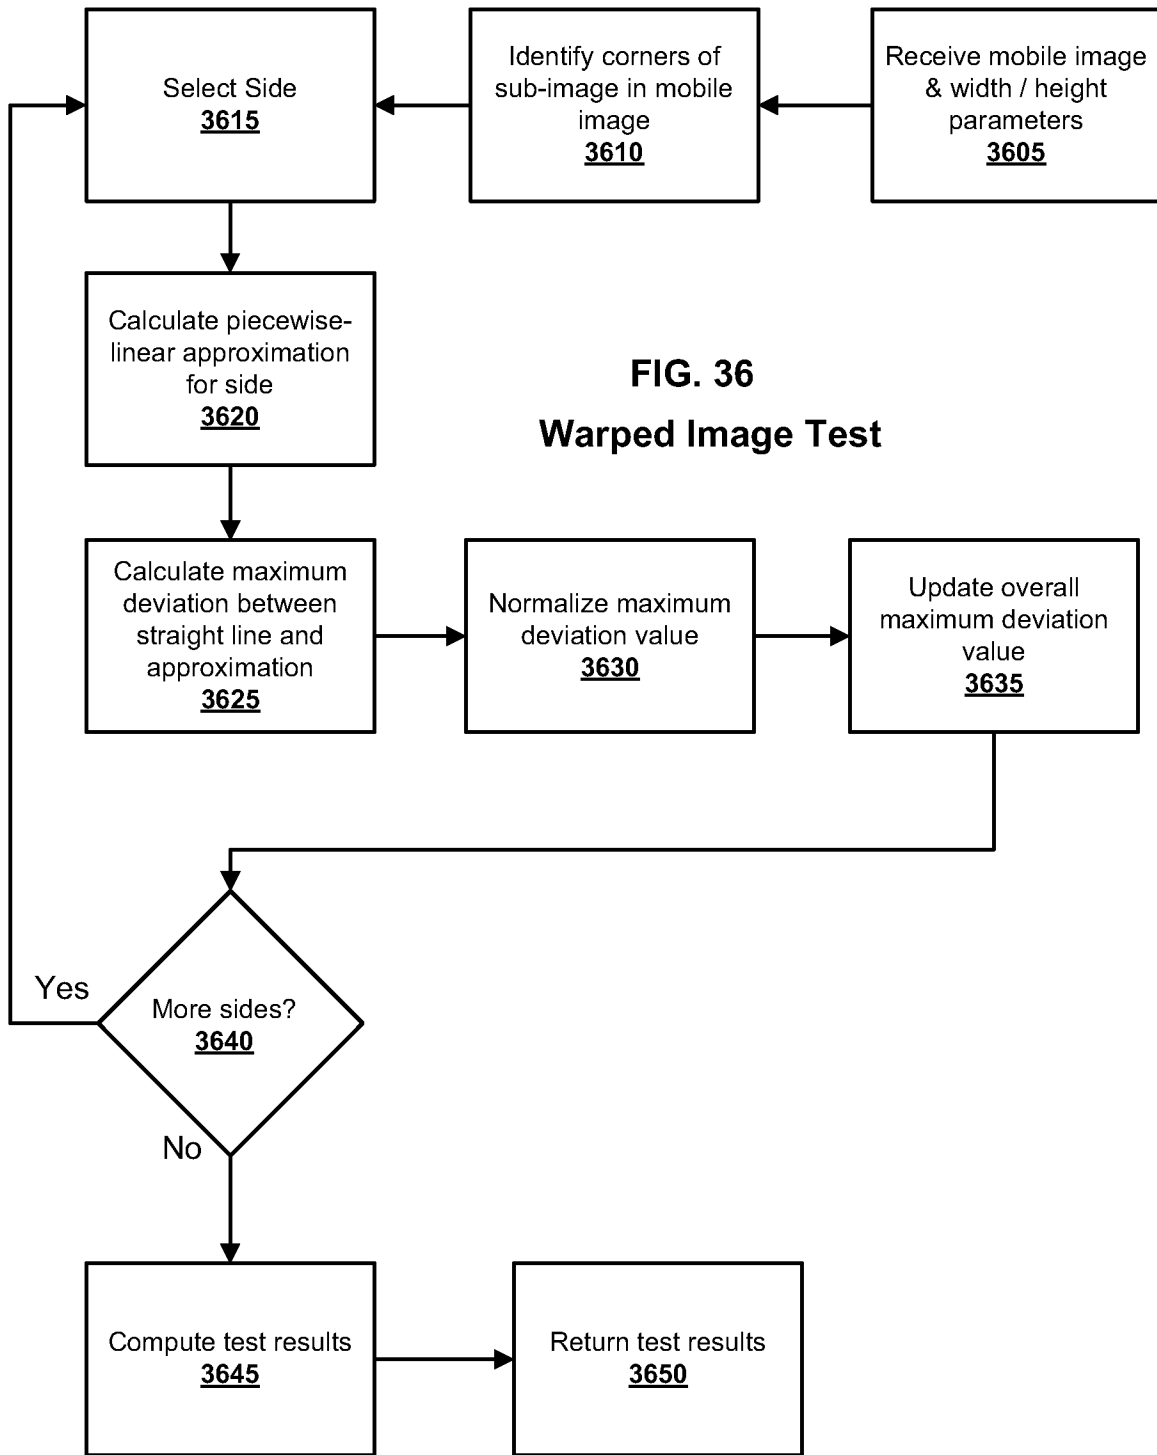 Select Side
3615
Identify corners of
sub-image in mobile
image
3610
Receive mobile image
& width / height
parameters
3605
Calculate piecewise-
linear approximation
for side
3620
FIG. 36
Warped Image Test
Calculate maximum
deviation between
straight line and
approximation
3625
Normalize maximum
deviation value
3630
Update overall
maximum deviation
value
3635
Yes
More sides?
3640
No
Compute test results
3645
Return test results
3650